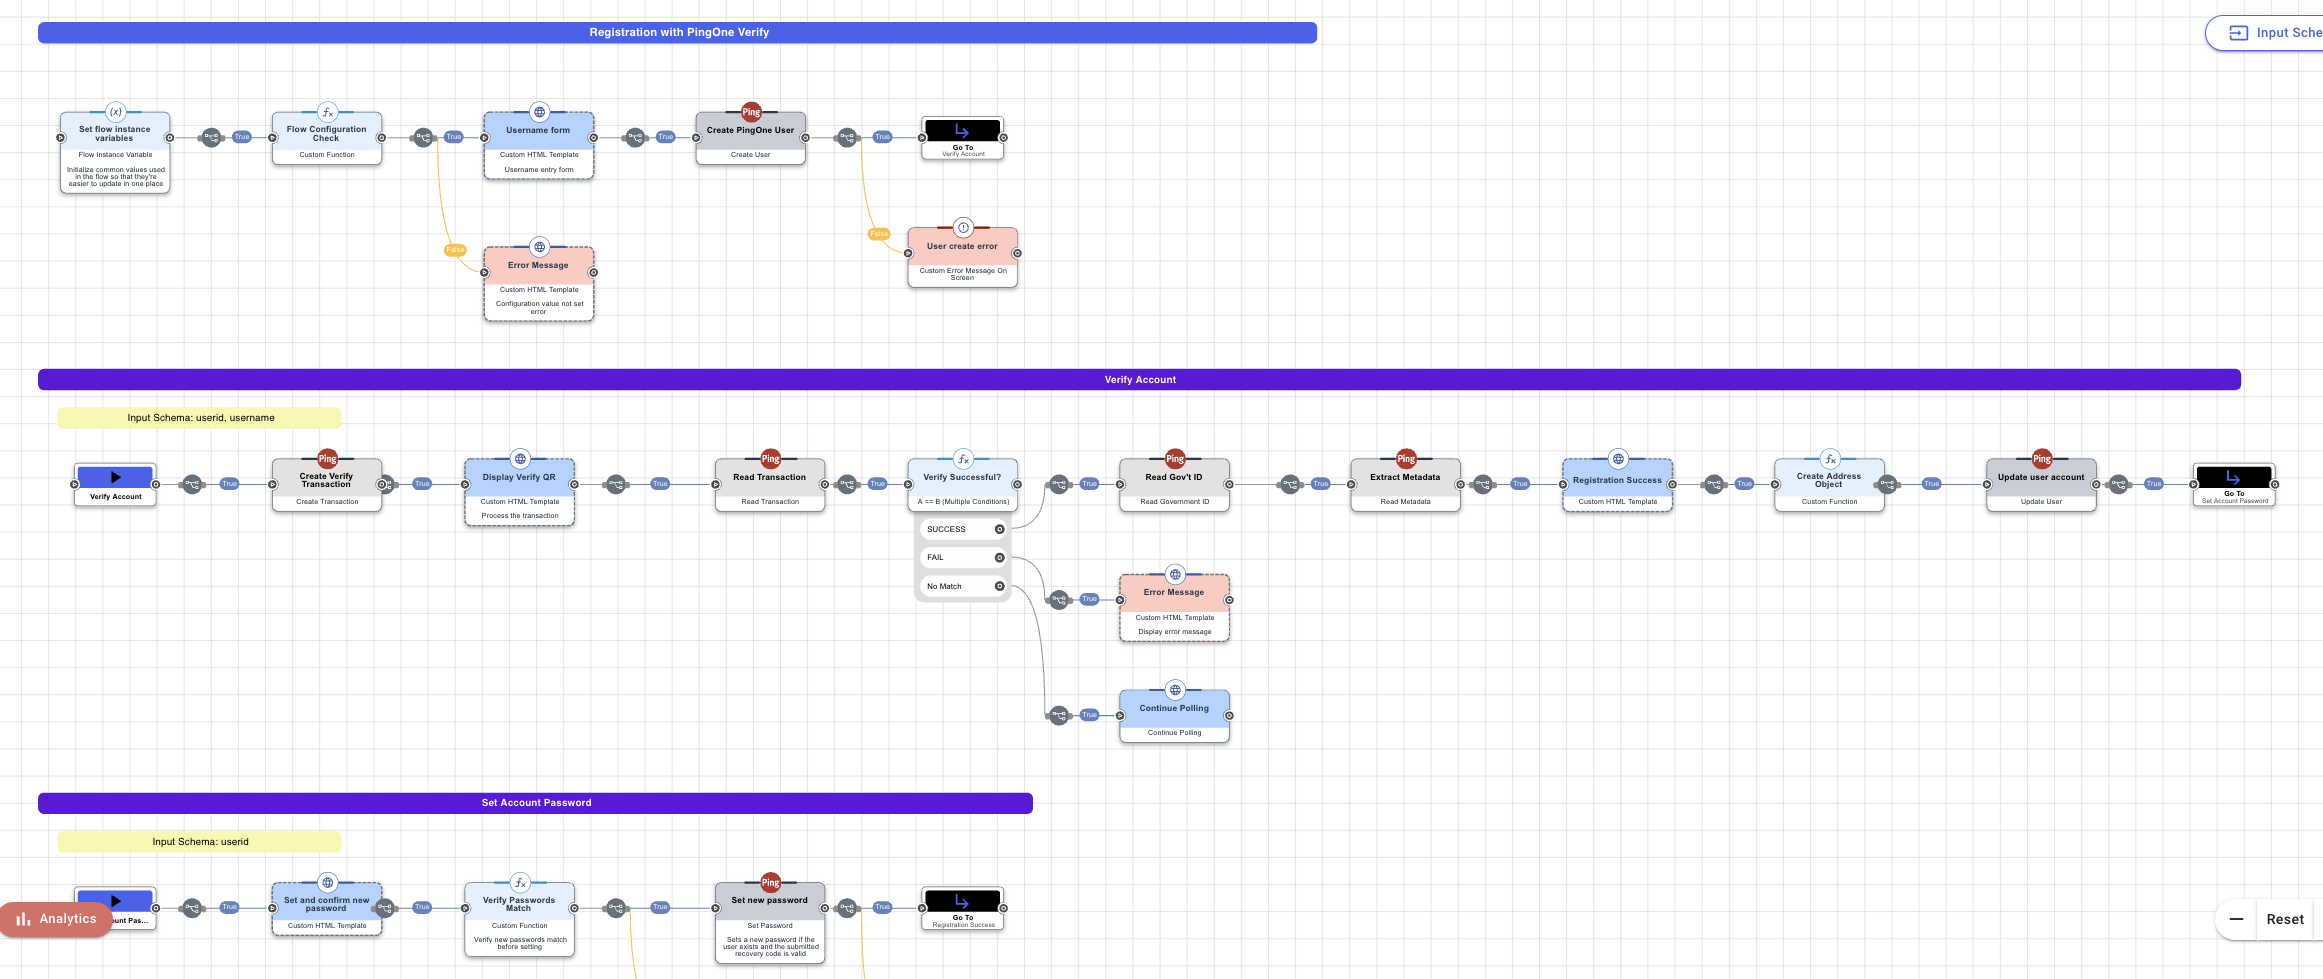 Registration with PingOne Verify
Input Sche
(x)
Set flow instance
variables
Flow Instance Variable
Initialize common values used
in the flow so that they're
easier to update in one place
True
fx
Flow Configuration
Check
Custom Function
True
Username form
Custom HTML Template
Username entry form
True
Ping
Create PingOne User
Create User
True
Go To
Verify Account
False
Error Message
Custom HTML Template
Configuration value not set
error
False
User create error
Custom Error Message On
Screen
Verify Account
Input Schema: userid, username
Verify Account
True
Ping
Create Verify
Transaction
Create Transaction
True
Display Verify QR
Custom HTML Template
Process the transaction
True
Ping
Read Transaction
Read Transaction
True
fx
Verify Successful?
A == B (Multiple Conditions)
SUCCESS
FAIL
No Match
True
Ping
Read Gov't ID
Read Government ID
True
Ping
Extract Metadata
Read Metadata
True
Registration Success
Custom HTML Template
True
fx
Create Address
Object
Custom Function
True
Ping
Update user account
Update User
True
Go To
Set Account Password
True
Error Message
Custom HTML Template
Display error message
True
Continue Polling
Continue Polling
Set Account Password
Input Schema: userid
ount Pas...
True
Set and confirm new
password
Custom HTML Template
True
fx
Verify Passwords
Match
Custom Function
Verify new passwords match
before setting
True
Ping
Set new password
Set Password
Sets a new password if the
user exists and the submitted
recovery code is valid
True
Go To
Registration Success
Analytics
Reset